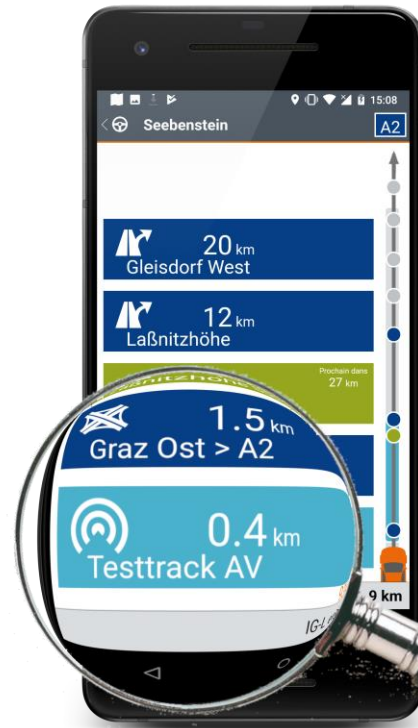 15:08
Seebenstein
A2
20 km
Gleisdorf West
12 km
Laßnitzhöhe
Prochain dans
27 km
1.5 km
Graz Ost > A2
0.4 km
Testtrack AV
9 km